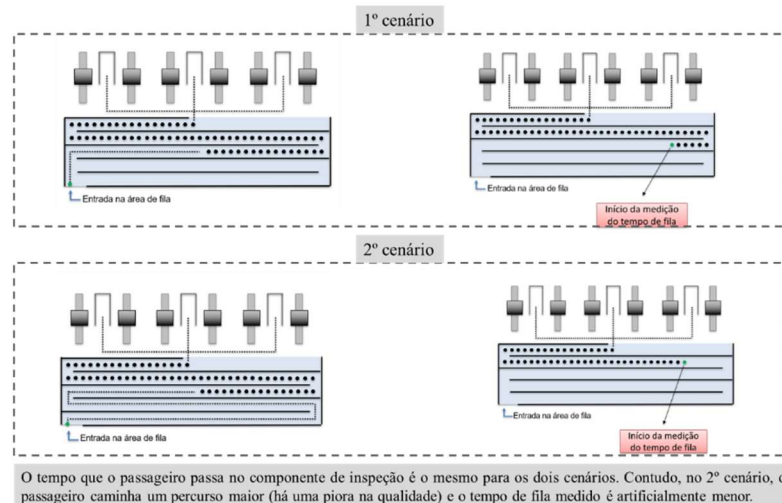 1º cenário
Entrada na área de fila
Entrada na área de fila
Início da medição
do tempo de fila
2º cenário
Entrada na área de fila
Entrada na área de fila
Início da medição
do tempo de fila
O tempo que o passageiro passa no componente de inspeção é o mesmo para os dois cenários. Contudo, no 2º cenário,
passageiro caminha um percurso maior (há uma piora na qualidade) e o tempo de fila medido é artificialmente menor.